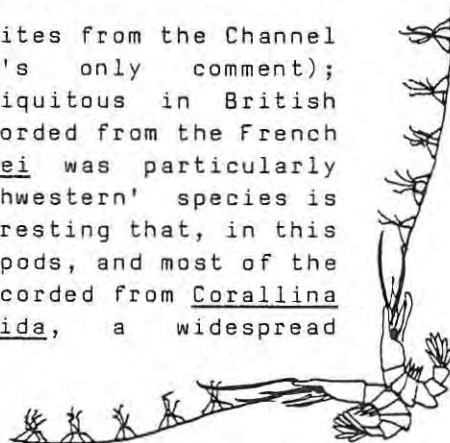 ites from the Channel
's only comment);
iquitous in British
orded from the French
ei was particularly
hwestern' species is
resting that, in this
pods, and most of the
corded from Corallina
ida, a widespread